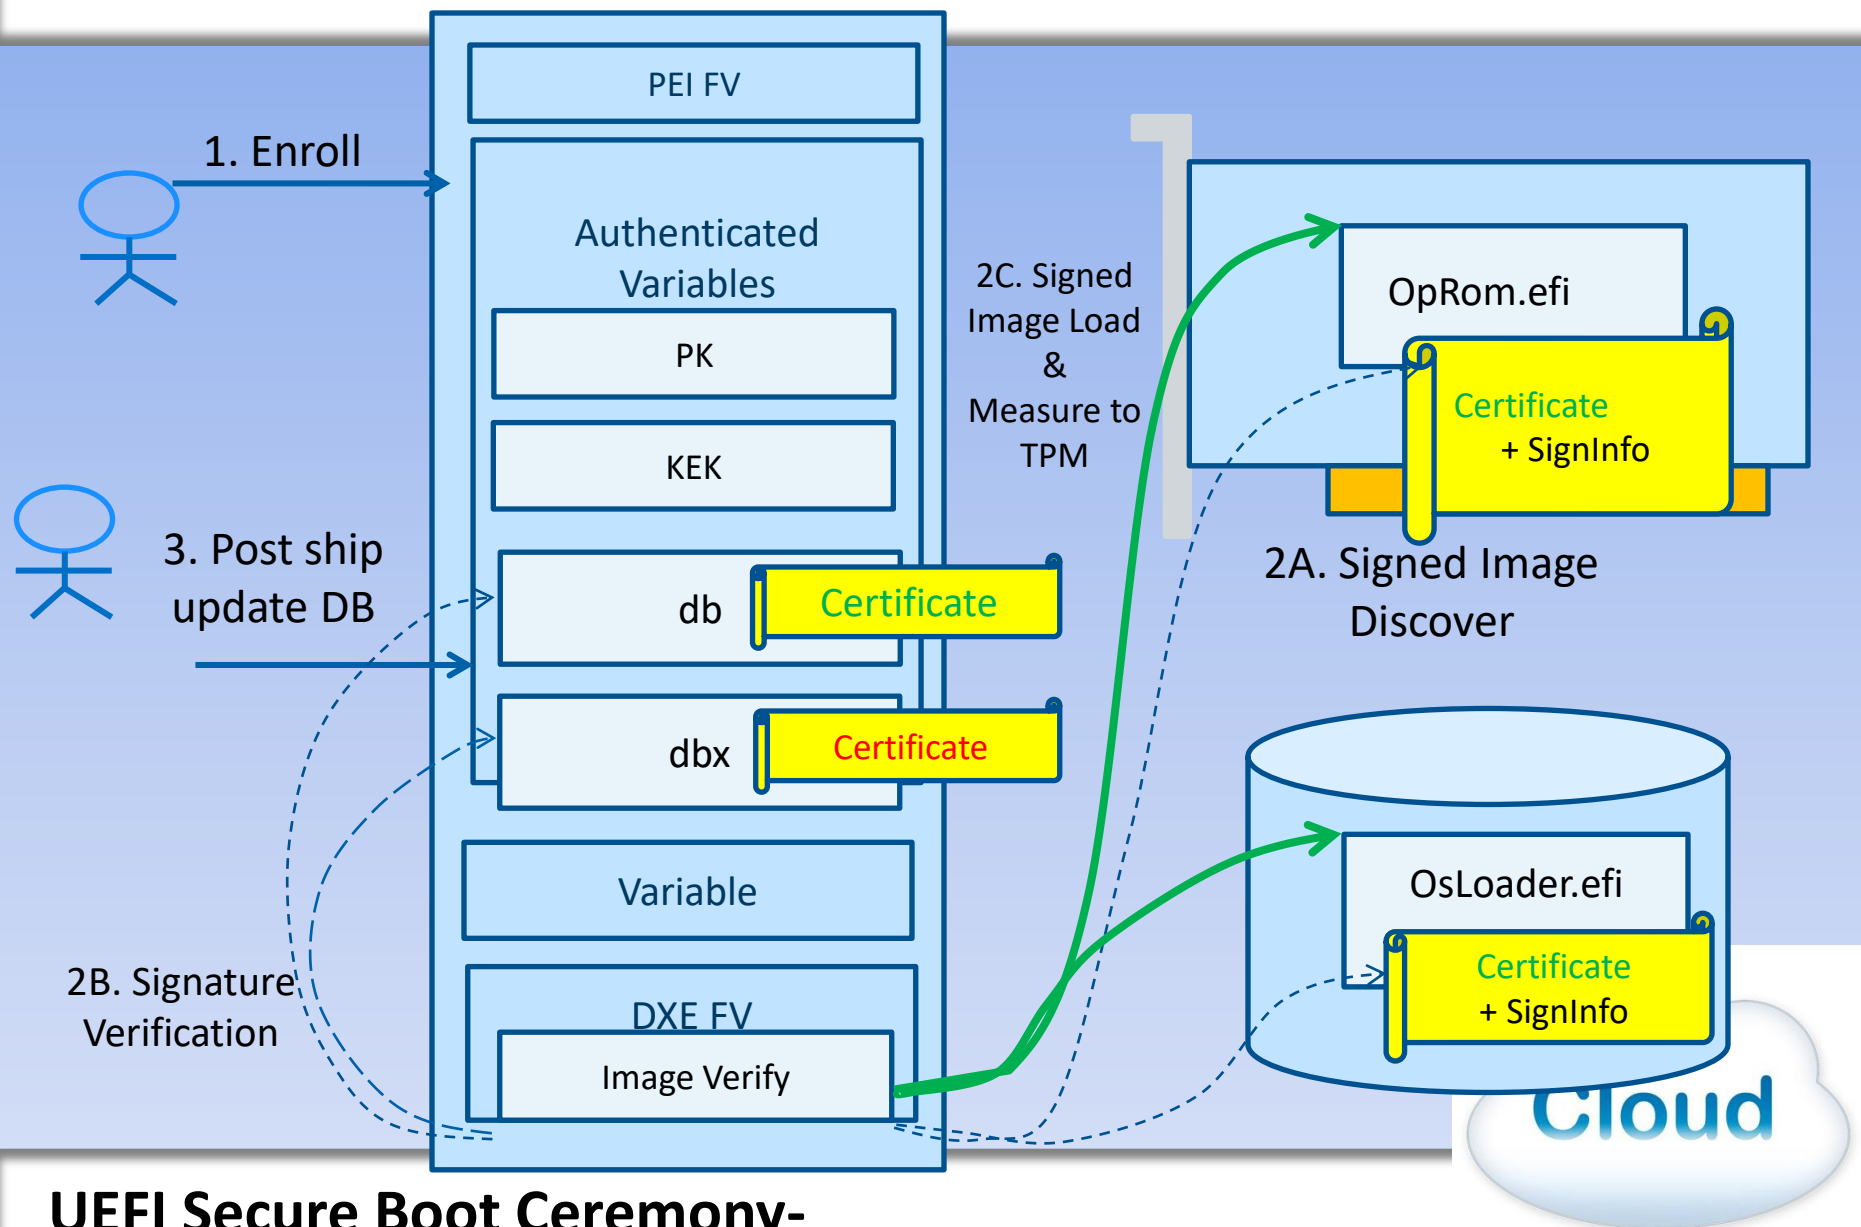 PEI FV
1. Enroll
Authenticated
Variables
PK
KEK
db
Certificate
dbx
Certificate
3. Post ship
update DB
Variable
2B. Signature
Verification
DXE FV
Image Verify
2C. Signed
Image Load
&
Measure to
TPM
OpRom.efi
Certificate
+ SignInfo
2A. Signed Image
Discover
OsLoader.efi
Certificate
+ SignInfo
Cloud
UEFI Secure Boot Ceremony-